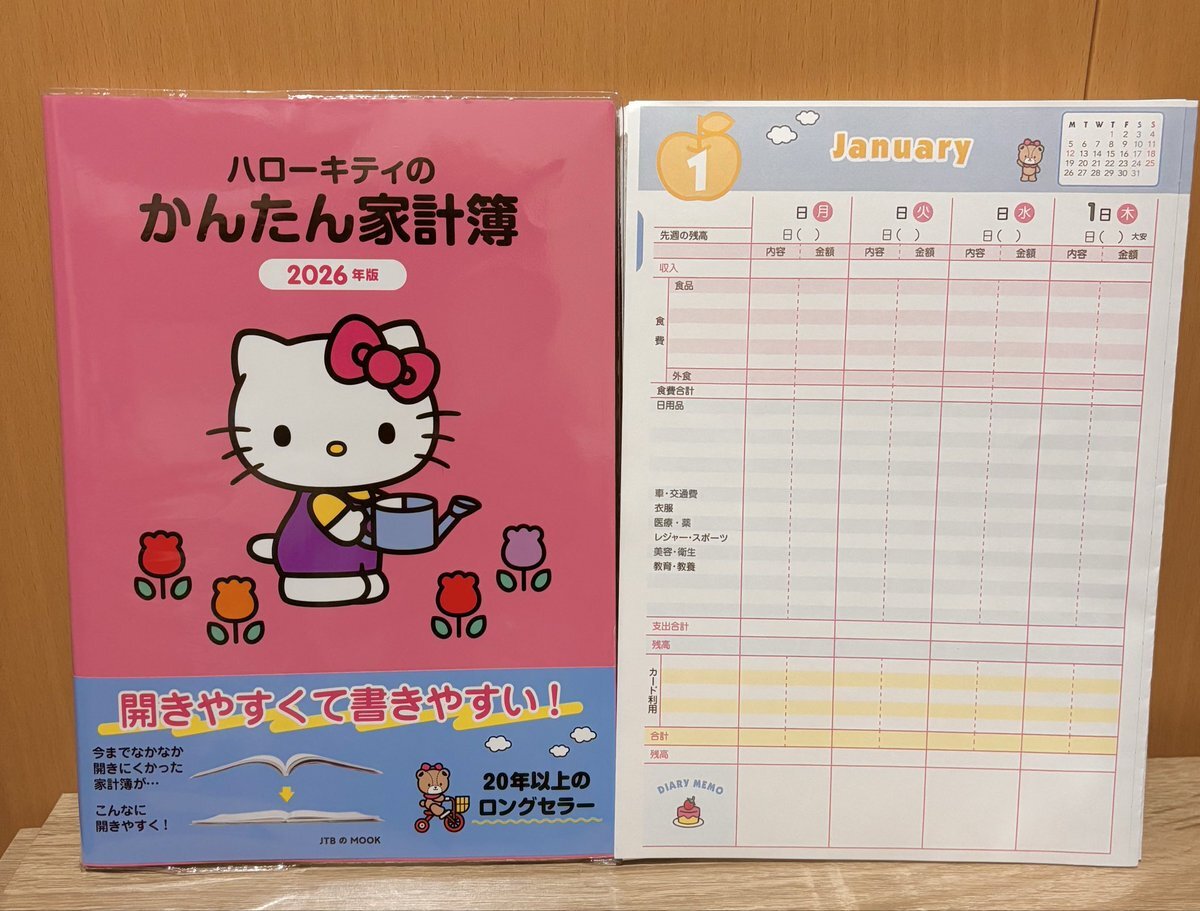 ハローキティの
かんたん家計簿
2026年版
開きやすくて書きやすい！
今までなかなか
開きにくかった
家計簿が…
こんなに
開きやすく！
20年以上の
ロングセラー
JTBのMOOK
1
January
M T W T F S S
1 2 3 4
5 6 7 8 9 10 11
12 13 14 15 16 17 18
19 20 21 22 23 24 25
26 27 28 29 30 31
日 月 日 火 日 水 1日 木
先週の残高 日( ) 日( ) 日( ) 日( ) 大安
内容 金額 内容 金額 内容 金額 内容 金額
収入
食費
食品
外食
食費合計
日用品
車・交通費
衣服
医療・薬
レジャー・スポーツ
美容・衛生
教育・教養
支出合計
残高
カード利用
合計
残高
DIARY MEMO